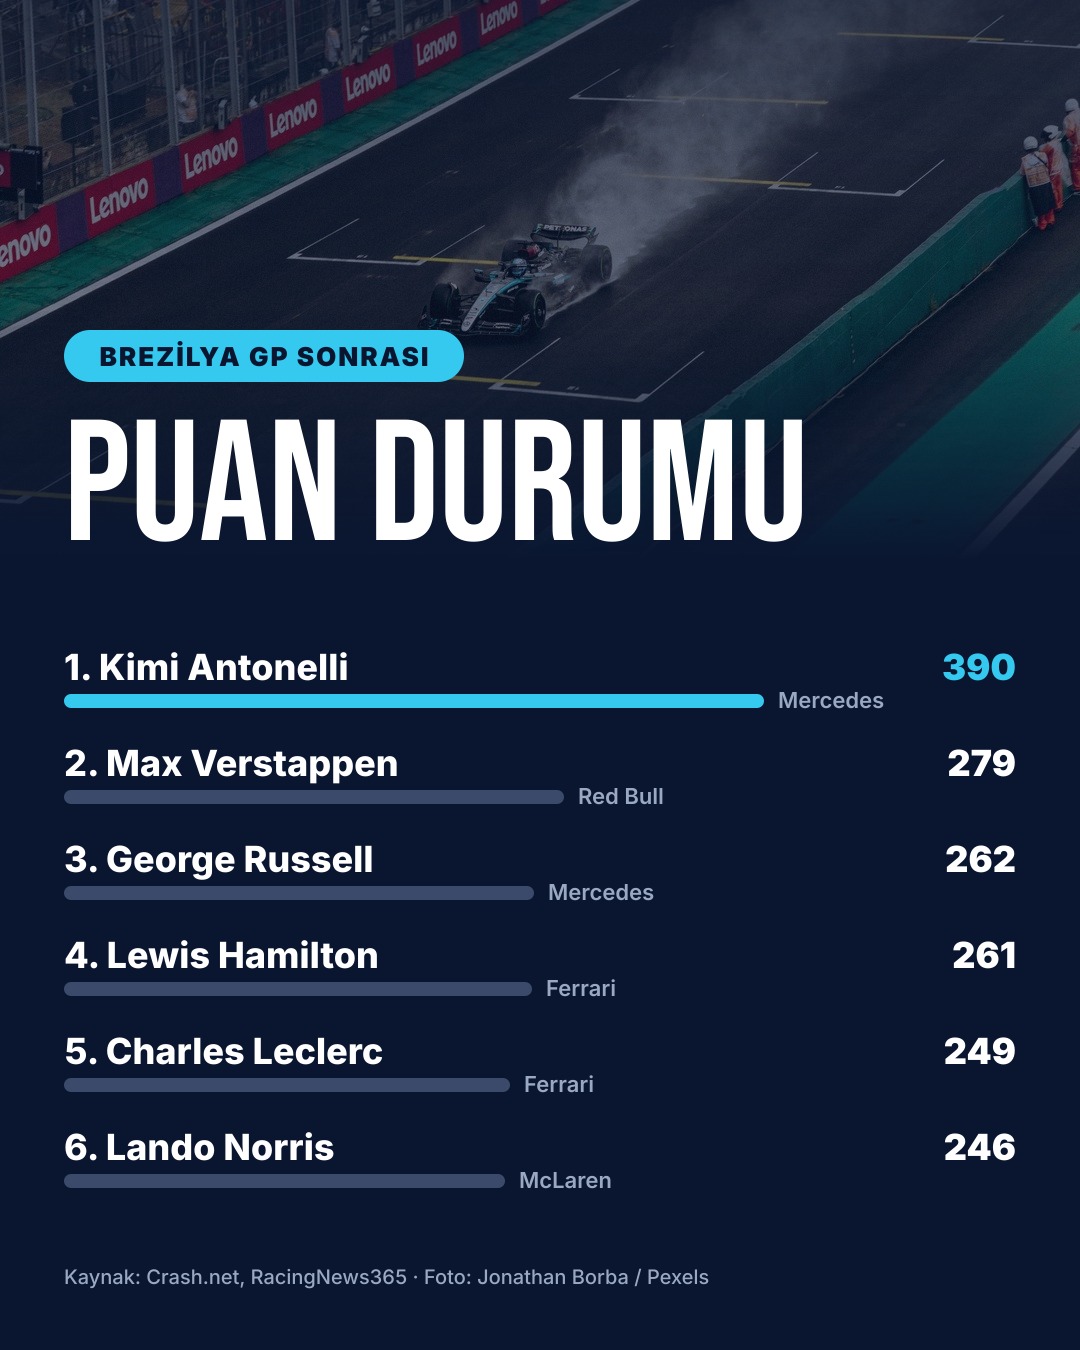 Lenovo
Lenovo
Lenovo
Lenovo
Lenovo
Lenovo
enovo
PETRONAS
BREZİLYA GP SONRASI
PUAN DURUMU
1. Kimi Antonelli 390
Mercedes
2. Max Verstappen 279
Red Bull
3. George Russell 262
Mercedes
4. Lewis Hamilton 261
Ferrari
5. Charles Leclerc 249
Ferrari
6. Lando Norris 246
McLaren
Kaynak: Crash.net, RacingNews365 · Foto: Jonathan Borba / Pexels